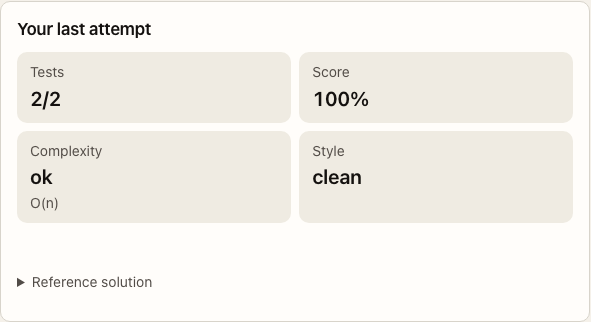 Your last attempt
Tests
2/2
Score
100%
Complexity
ok
O(n)
Style
clean
Reference solution